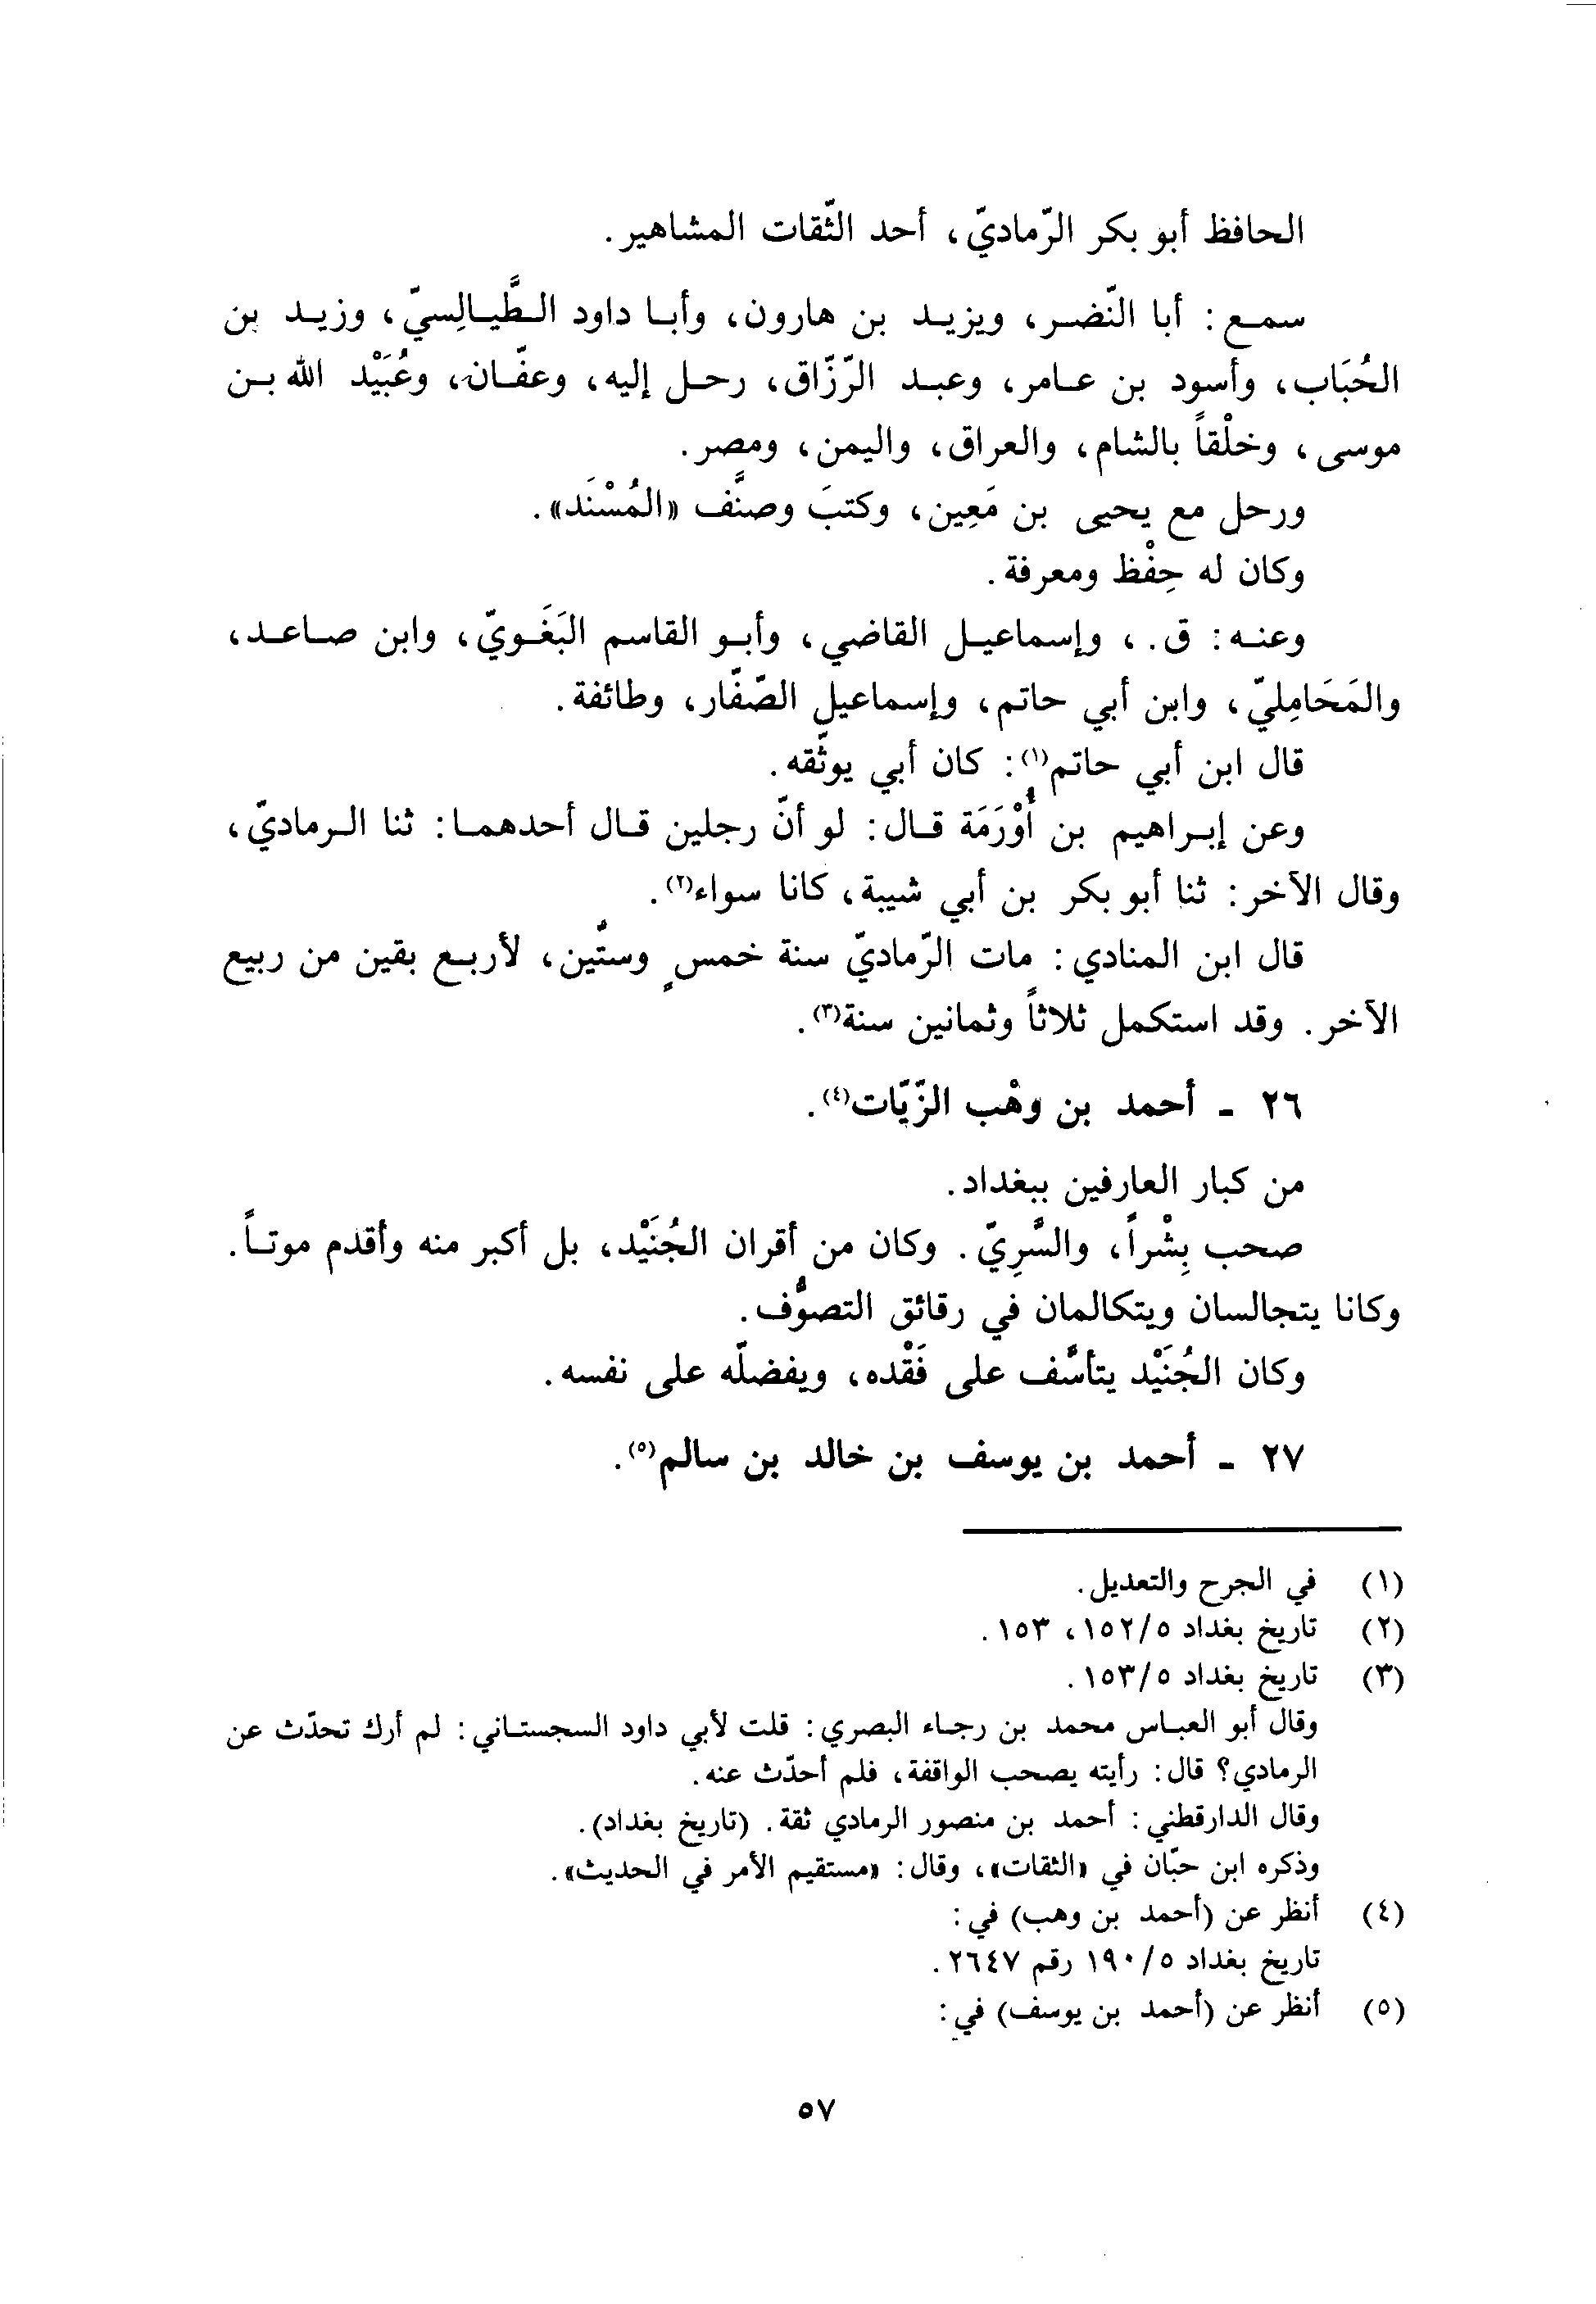 الحافظ أبو بكر الرّماديّ، أحد الثّقات المشاهير.
سمع: أبا النّضر، ويزيد بن هارون، وأبا داود الطَّيالِسيّ، وزيد بن
الحُبَاب، وأسود بن عامر، وعبد الرّزّاق، رحل إليه، وعفّان، وعُبَيْد الله بن
موسى، وخلْقاً بالشام، والعراق، واليمن، ومصر.
ورحل مع يحيى بن مَعِين، وكتبَ وصنَّف «المُسْنَد».
وكان له حِفْظ ومعرفة.
وعنه: ق.، وإسماعيل القاضي، وأبو القاسم البَغَويّ، وابن صاعد،
والمَحَامِليّ، وابن أبي حاتم، وإسماعيل الصّفّار، وطائفة.
قال ابن أبي حاتم(١): كان أبي يوثّقه.
وعن إبراهيم بن أُوْرَمَة قال: لو أنّ رجلين قال أحدهما: ثنا الرماديّ،
وقال الآخر: ثنا أبو بكر بن أبي شيبة، كانا سواء(٢).
قال ابن المنادي: مات الرّماديّ سنة خمسٍ وستّين، لأربع بقين من ربيع
الآخر. وقد استكمل ثلاثاً وثمانين سنة(٣).
٢٦ - أحمد بن وهْب الزّيّات(٤).
من كبار العارفين ببغداد.
صحب بِشْراً، والسَّرِيّ. وكان من أقران الجُنَيْد، بل أكبر منه وأقدم موتاً.
وكانا يتجالسان ويتكالمان في رقائق التصوُّف.
وكان الجُنَيْد يتأسَّف على فَقْده، ويفضلّه على نفسه.
٢٧ - أحمد بن يوسف بن خالد بن سالم(٥).
(١) في الجرح والتعديل.
(٢) تاريخ بغداد ١٥٢/٥، ١٥٣.
(٣) تاريخ بغداد ١٥٣/٥.
وقال أبو العباس محمد بن رجاء البصري: قلت لأبي داود السجستاني: لم أرك تحدّث عن
الرمادي؟ قال: رأيته يصحب الواقفة، فلم أحدّث عنه.
وقال الدارقطني: أحمد بن منصور الرمادي ثقة. (تاريخ بغداد).
وذكره ابن حبّان في «الثقات»، وقال: «مستقيم الأمر في الحديث».
(٤) أنظر عن (أحمد بن وهب) في:
تاريخ بغداد ١٩٠/٥ رقم ٢٦٤٧.
(٥) أنظر عن (أحمد بن يوسف) في:
٥٧